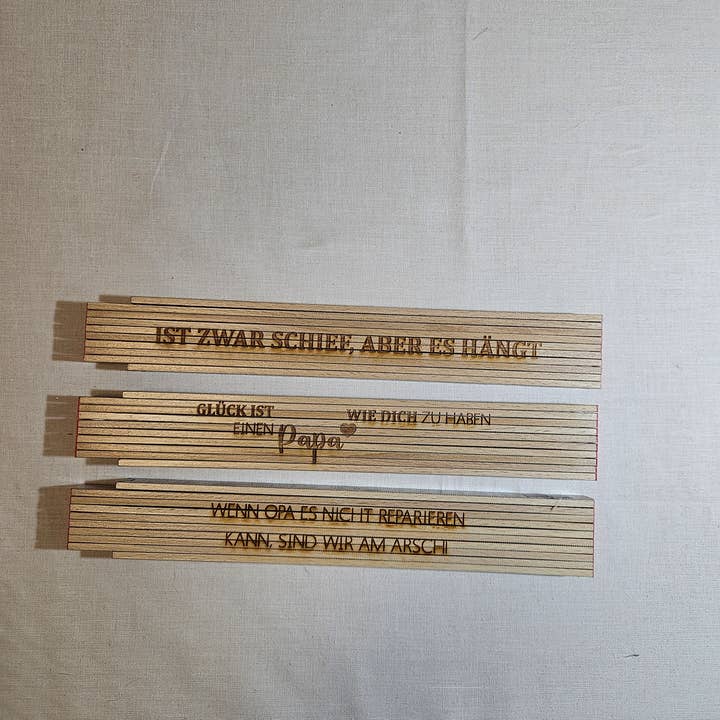 IST ZWAR SCHIEF, ABER ES HÄNGT
GLÜCK IST WIE DICH ZU HABEN
EINEN Papa
WENN OPA ES NICHT REPARIEREN
KANN, SIND WIR AM ARSCH!